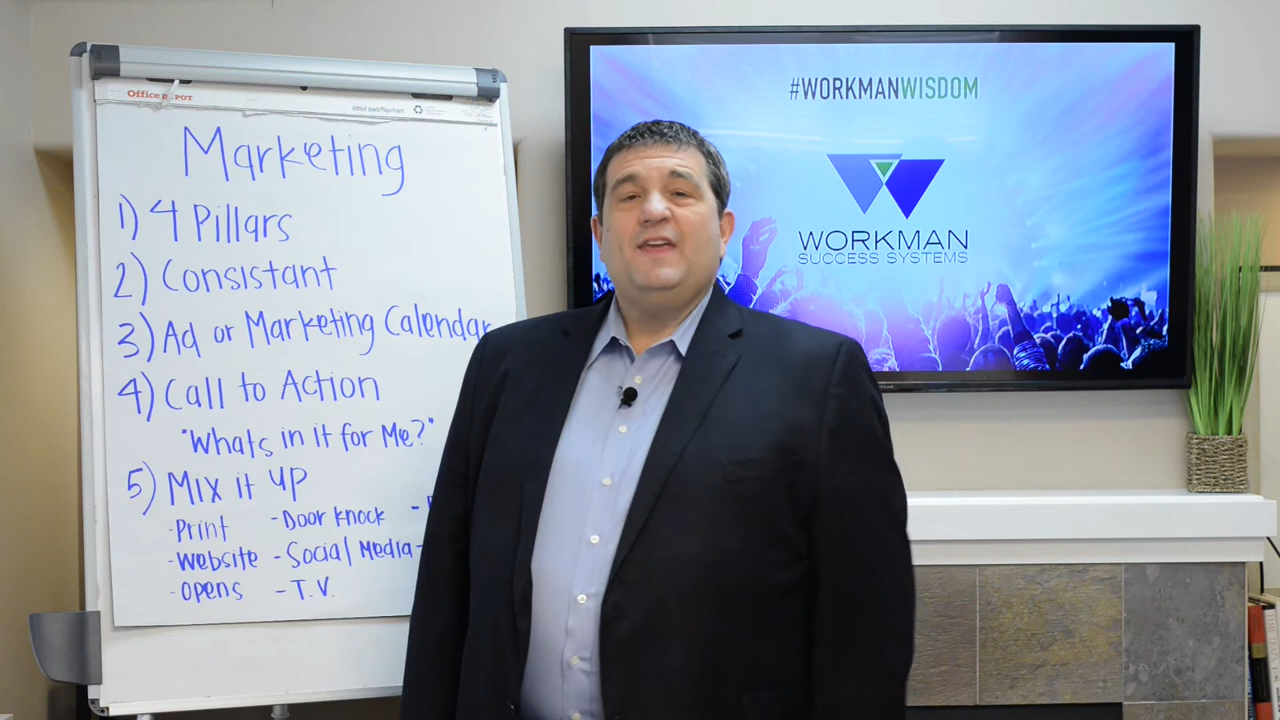 Office DEPOT
Marketing
1) 4 Pillars
2) Consistant
3) Ad or Marketing Calendar
4) Call to Action
"Whats in it for Me?"
5) Mix it up
- Print - Door knock -
- Website - Social Media -
- Opens - T.V.
#WORKMANWISDOM
WORKMAN
SUCCESS SYSTEMS